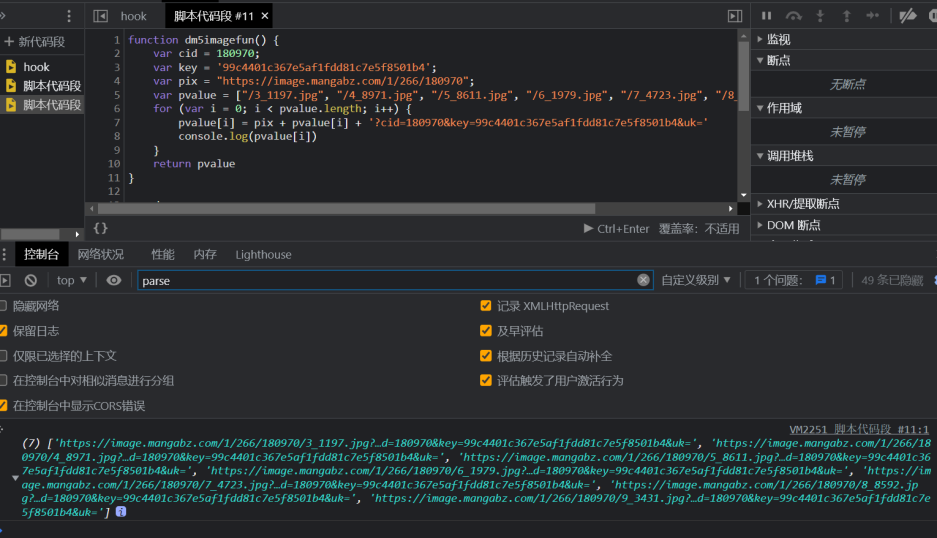 hook
脚本代码段 #11 ×
+ 新代码段
hook
脚本代码段
脚本代码段
1 function dm5imagefun() {
2 var cid = 180970;
3 var key = '99c4401c367e5af1fdd81c7e5f8501b4';
4 var pix = "https://image.mangabz.com/1/266/180970";
5 var pvalue = ["/3_1197.jpg", "/4_8971.jpg", "/5_8611.jpg", "/6_1979.jpg", "/7_4723.jpg", "/8_
6 for (var i = 0; i < pvalue.length; i++) {
7 pvalue[i] = pix + pvalue[i] + '?cid=180970&key=99c4401c367e5af1fdd81c7e5f8501b4&uk='
8 console.log(pvalue[i])
9 }
10 return pvalue
11 }
12
{}
Ctrl+Enter 覆盖率：不适用
监视
断点
无断点
作用域
未暂停
调用堆栈
未暂停
XHR/提取断点
DOM 断点
控制台 网络状况 性能 内存 Lighthouse
top
parse
自定义级别
1 个问题： 1
49 条已隐藏
隐藏网络
记录 XMLHttpRequest
保留日志
及早评估
仅限已选择的上下文
根据历史记录自动补全
在控制台中对相似消息进行分组
评估触发了用户激活行为
在控制台中显示CORS错误
VM2251 脚本代码段 #11:1
(7) ['https://image.mangabz.com/1/266/180970/3_1197.jpg?…d=180970&key=99c4401c367e5af1fdd81c7e5f8501b4&uk=', 'https://image.mangabz.com/1/266/18
0970/4_8971.jpg?…d=180970&key=99c4401c367e5af1fdd81c7e5f8501b4&uk=', 'https://image.mangabz.com/1/266/180970/5_8611.jpg?…d=180970&key=99c4401c36
7e5af1fdd81c7e5f8501b4&uk=', 'https://image.mangabz.com/1/266/180970/6_1979.jpg?…d=180970&key=99c4401c367e5af1fdd81c7e5f8501b4&uk=', 'https://im
age.mangabz.com/1/266/180970/7_4723.jpg?…d=180970&key=99c4401c367e5af1fdd81c7e5f8501b4&uk=', 'https://image.mangabz.com/1/266/180970/8_8592.jp
g?…d=180970&key=99c4401c367e5af1fdd81c7e5f8501b4&uk=', 'https://image.mangabz.com/1/266/180970/9_3431.jpg?…d=180970&key=99c4401c367e5af1fdd81c7e
5f8501b4&uk=']